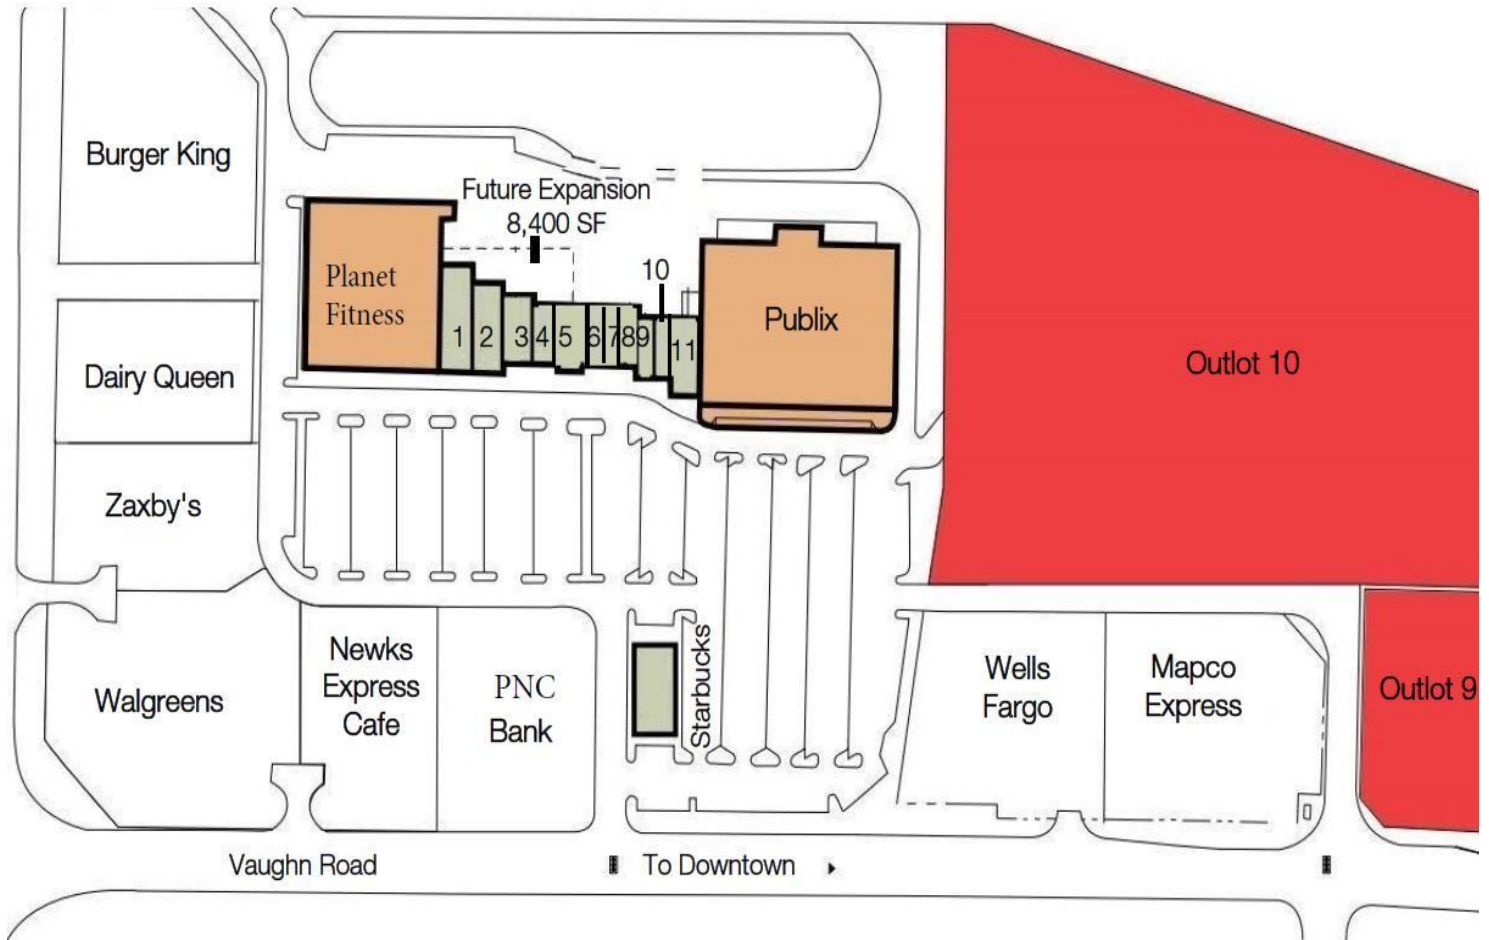 Burger King
Future Expansion
8,400 SF
10
Planet
Fitness
1 2 3 4 5 6 7 8 9 11
Publix
Outlot 10
Dairy Queen
Zaxby's
Walgreens
Newks
Express
Cafe
PNC
Bank
Starbucks
Wells
Fargo
Mapco
Express
Outlot 9
Vaughn Road
To Downtown